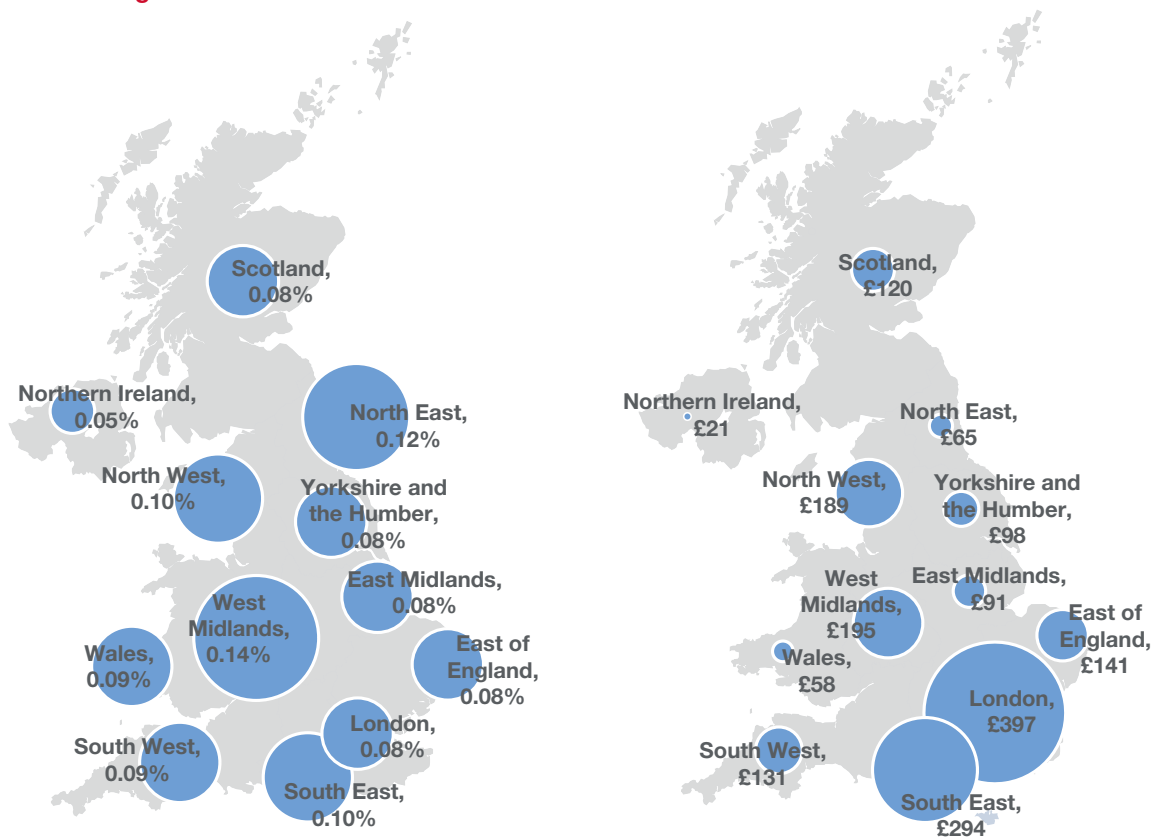 Scotland,
0.08%
Northern Ireland,
0.05%
North East,
0.12%
North West,
0.10%
Yorkshire and
the Humber,
0.08%
East Midlands,
0.08%
West
Midlands,
0.14%
Wales,
0.09%
East of
England,
0.08%
London,
0.08%
South West,
0.09%
South East,
0.10%
Scotland,
£120
Northern Ireland,
£21
North East,
£65
North West,
£189
Yorkshire and
the Humber,
£98
East Midlands,
£91
West
Midlands,
£195
East of
England,
£141
Wales,
£58
London,
£397
South West,
£131
South East,
£294